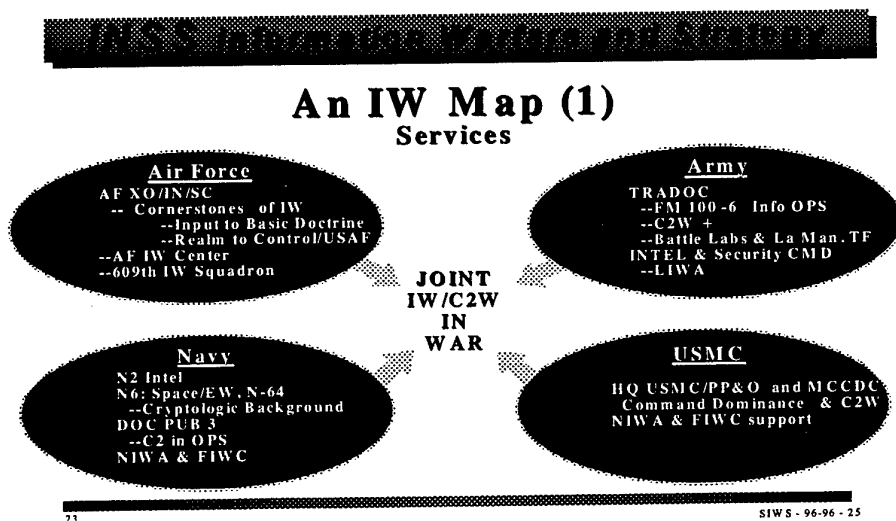 INSS Information Warfare and Strategy
An IW Map (1)
Services
Air Force
AF XO/IN/SC
-- Cornerstones of IW
--Input to Basic Doctrine
--Realm to Control/USAF
--AF IW Center
--609th IW Squadron
Army
TRADOC
--FM 100-6 Info OPS
--C2W +
--Battle Labs & La Man. TF
INTEL & Security CMD
--LIWA
JOINT
IW/C2W
IN
WAR
Navy
N2 Intel
N6: Space/EW, N-64
--Cryptologic Background
DOC PUB 3
--C2 in OPS
NIWA & FIWC
USMC
HQ USMC/PP&O and MCCDC
Command Dominance & C2W
NIWA & FIWC support
23
SIWS - 96-96 - 25